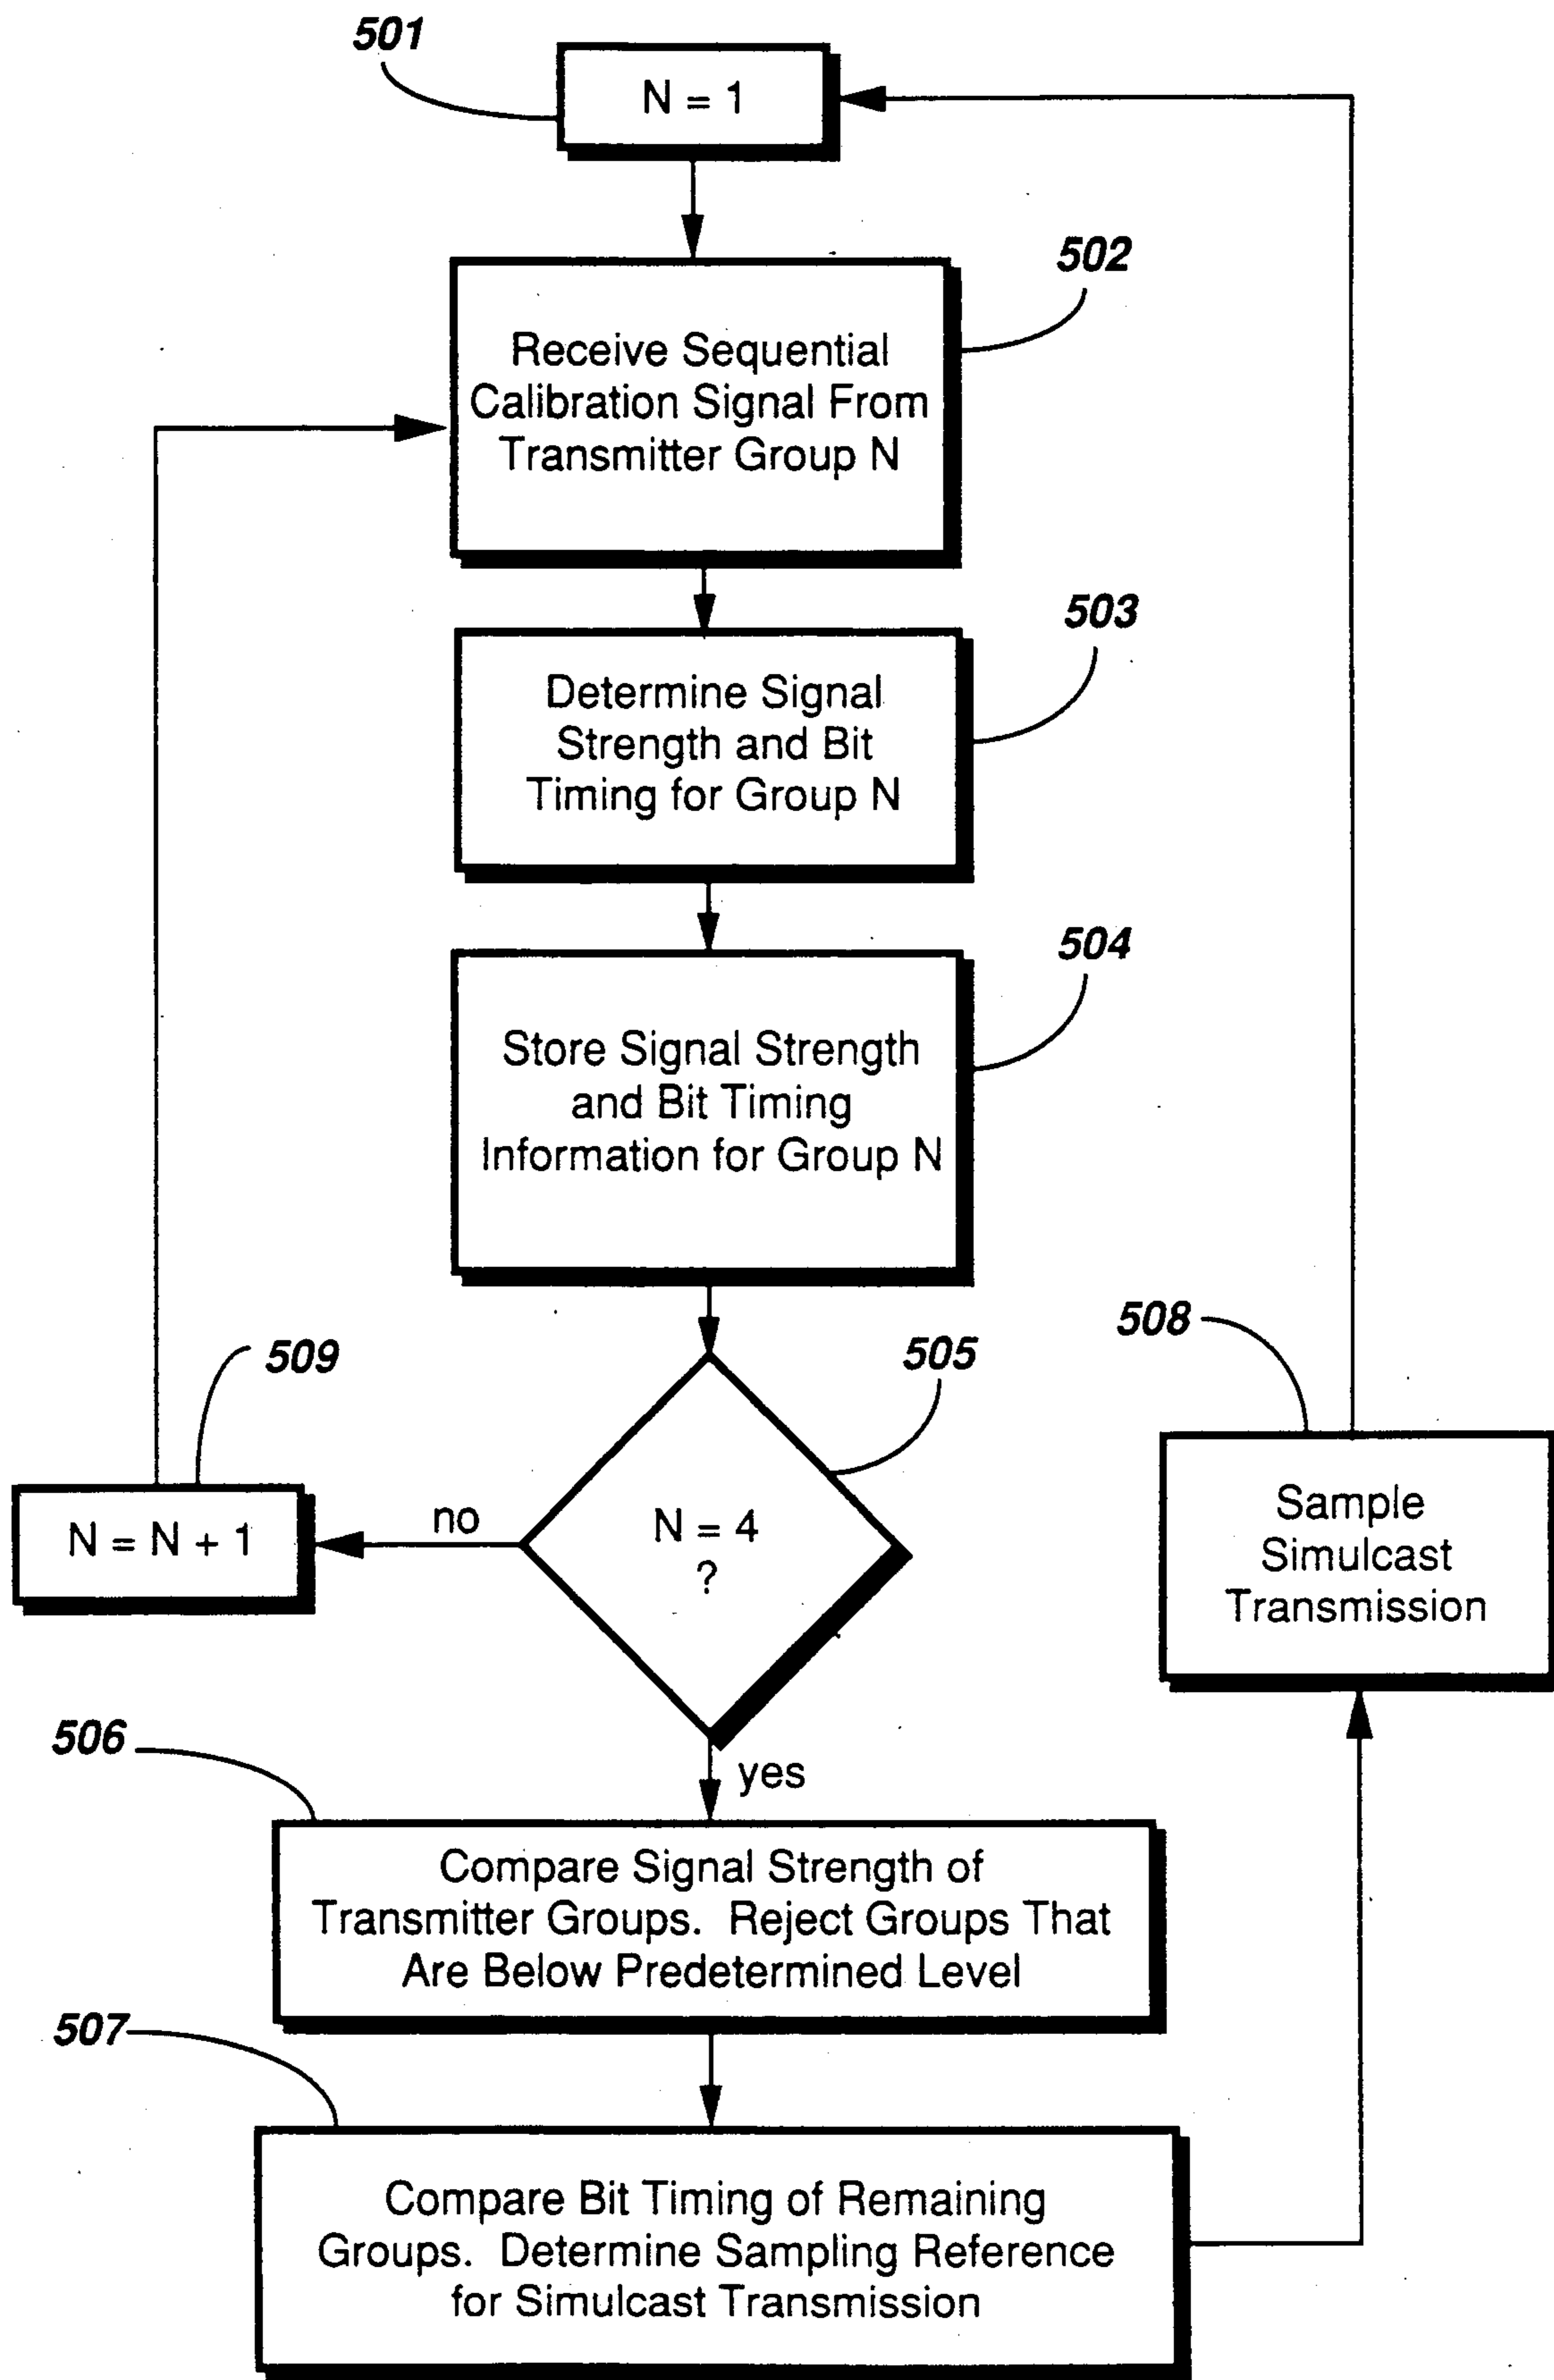 501
N = 1
502
Receive Sequential
Calibration Signal From
Transmitter Group N
503
Determine Signal
Strength and Bit
Timing for Group N
504
Store Signal Strength
and Bit Timing
Information for Group N
505
N = 4
?
no
509
N = N + 1
508
Sample
Simulcast
Transmission
yes
506
Compare Signal Strength of
Transmitter Groups. Reject Groups That
Are Below Predetermined Level
507
Compare Bit Timing of Remaining
Groups. Determine Sampling Reference
for Simulcast Transmission